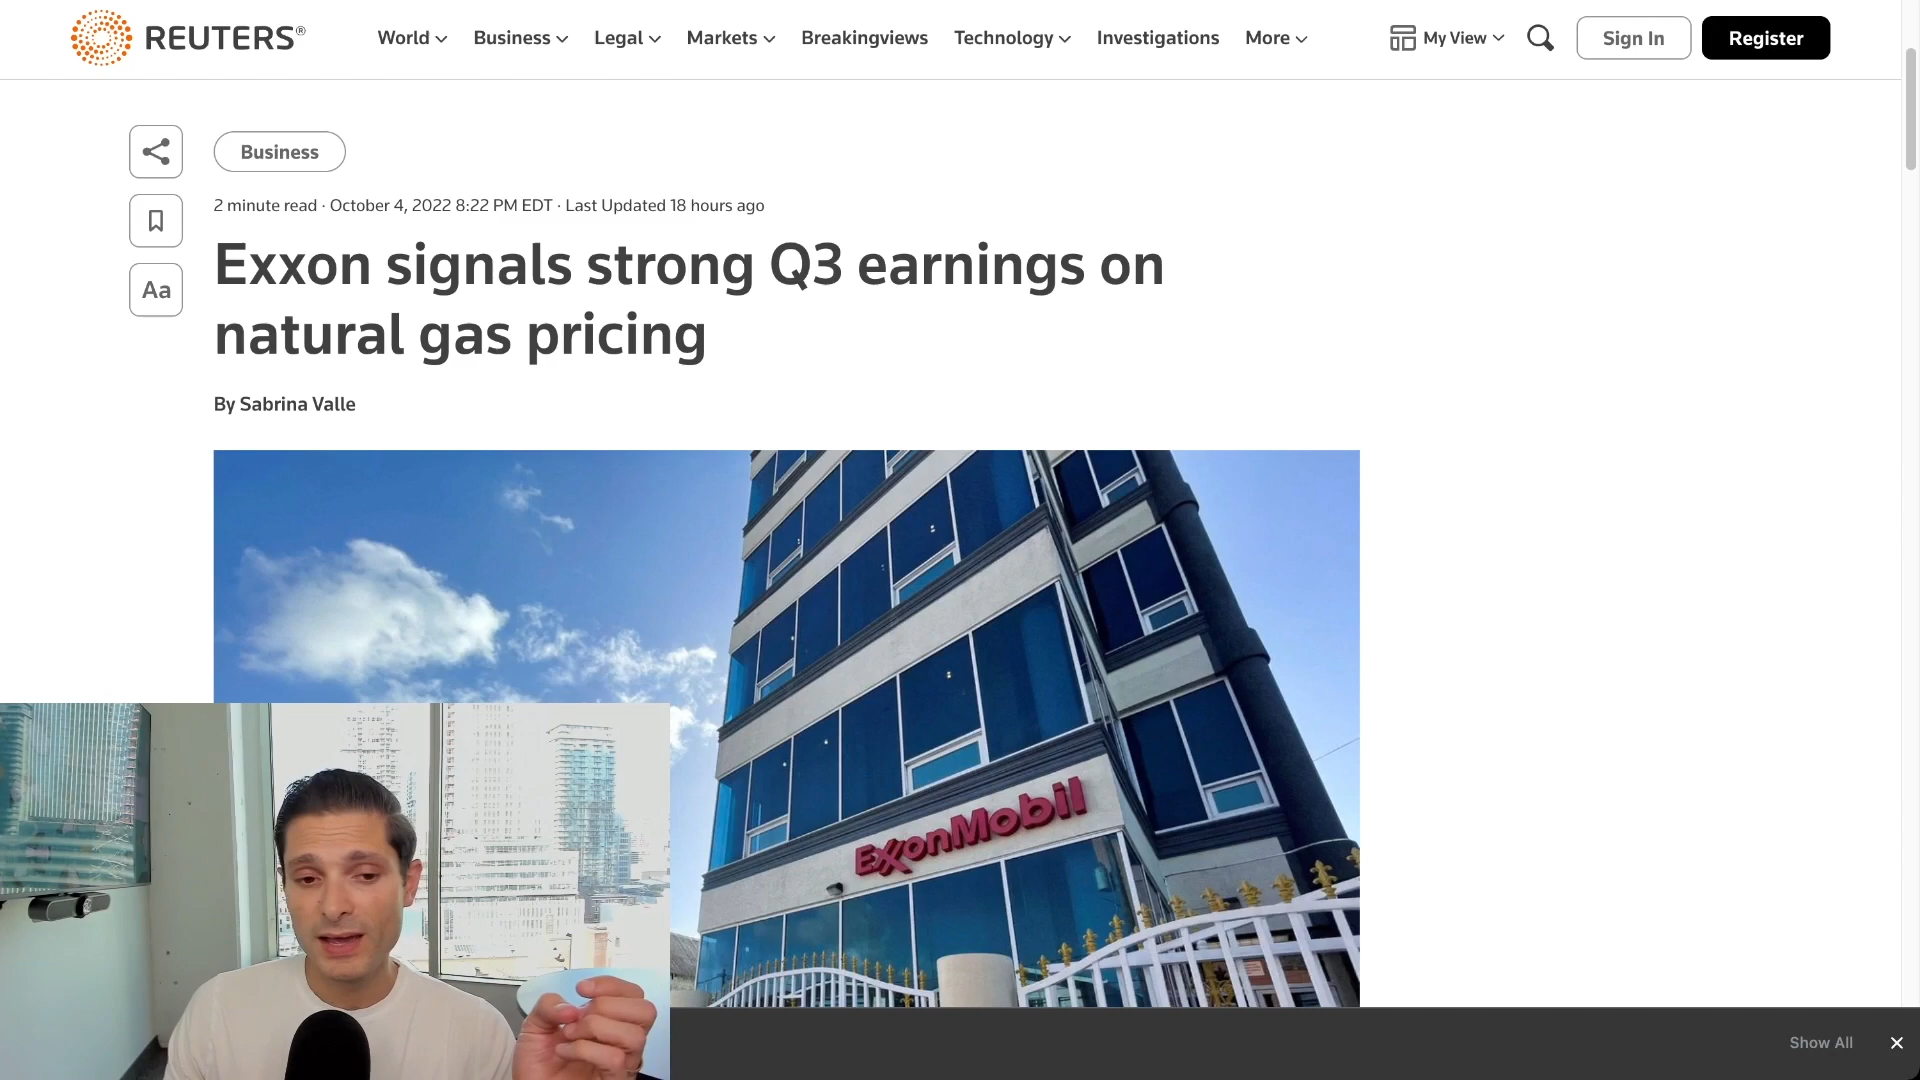 REUTERS®
World
Business
Legal
Markets
Breakingviews
Technology
Investigations
More
My View
Sign In
Register
Business
2 minute read · October 4, 2022 8:22 PM EDT · Last Updated 18 hours ago
Aa
Exxon signals strong Q3 earnings on
natural gas pricing
By Sabrina Valle
ExxonMobil
Show All